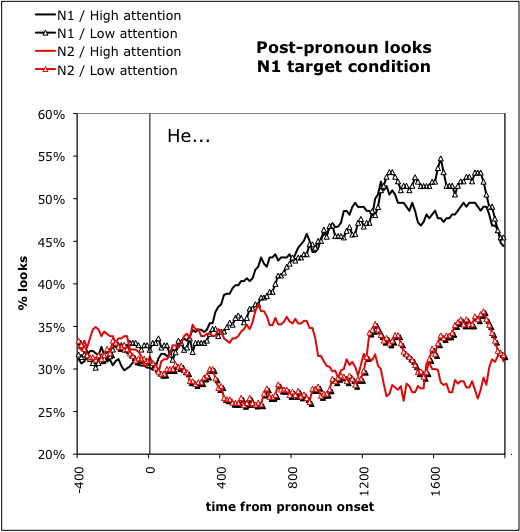 N1 / High attention
N1 / Low attention
N2 / High attention
N2 / Low attention
Post-pronoun looks
N1 target condition
He...
60%
55%
50%
45%
40%
35%
30%
25%
20%
% looks
-400
0
400
800
1200
1600
time from pronoun onset